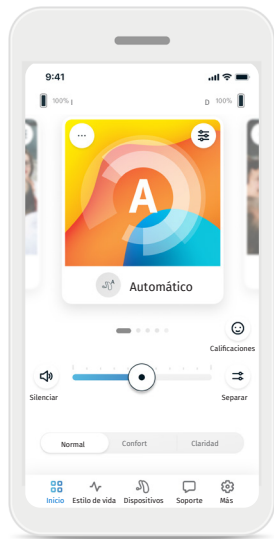 9:41
100% I
D 100%
A
Automático
Calificaciones
Silenciar
Separar
Normal Confort Claridad
Inicio Estilo de vida Dispositivos Soporte Más